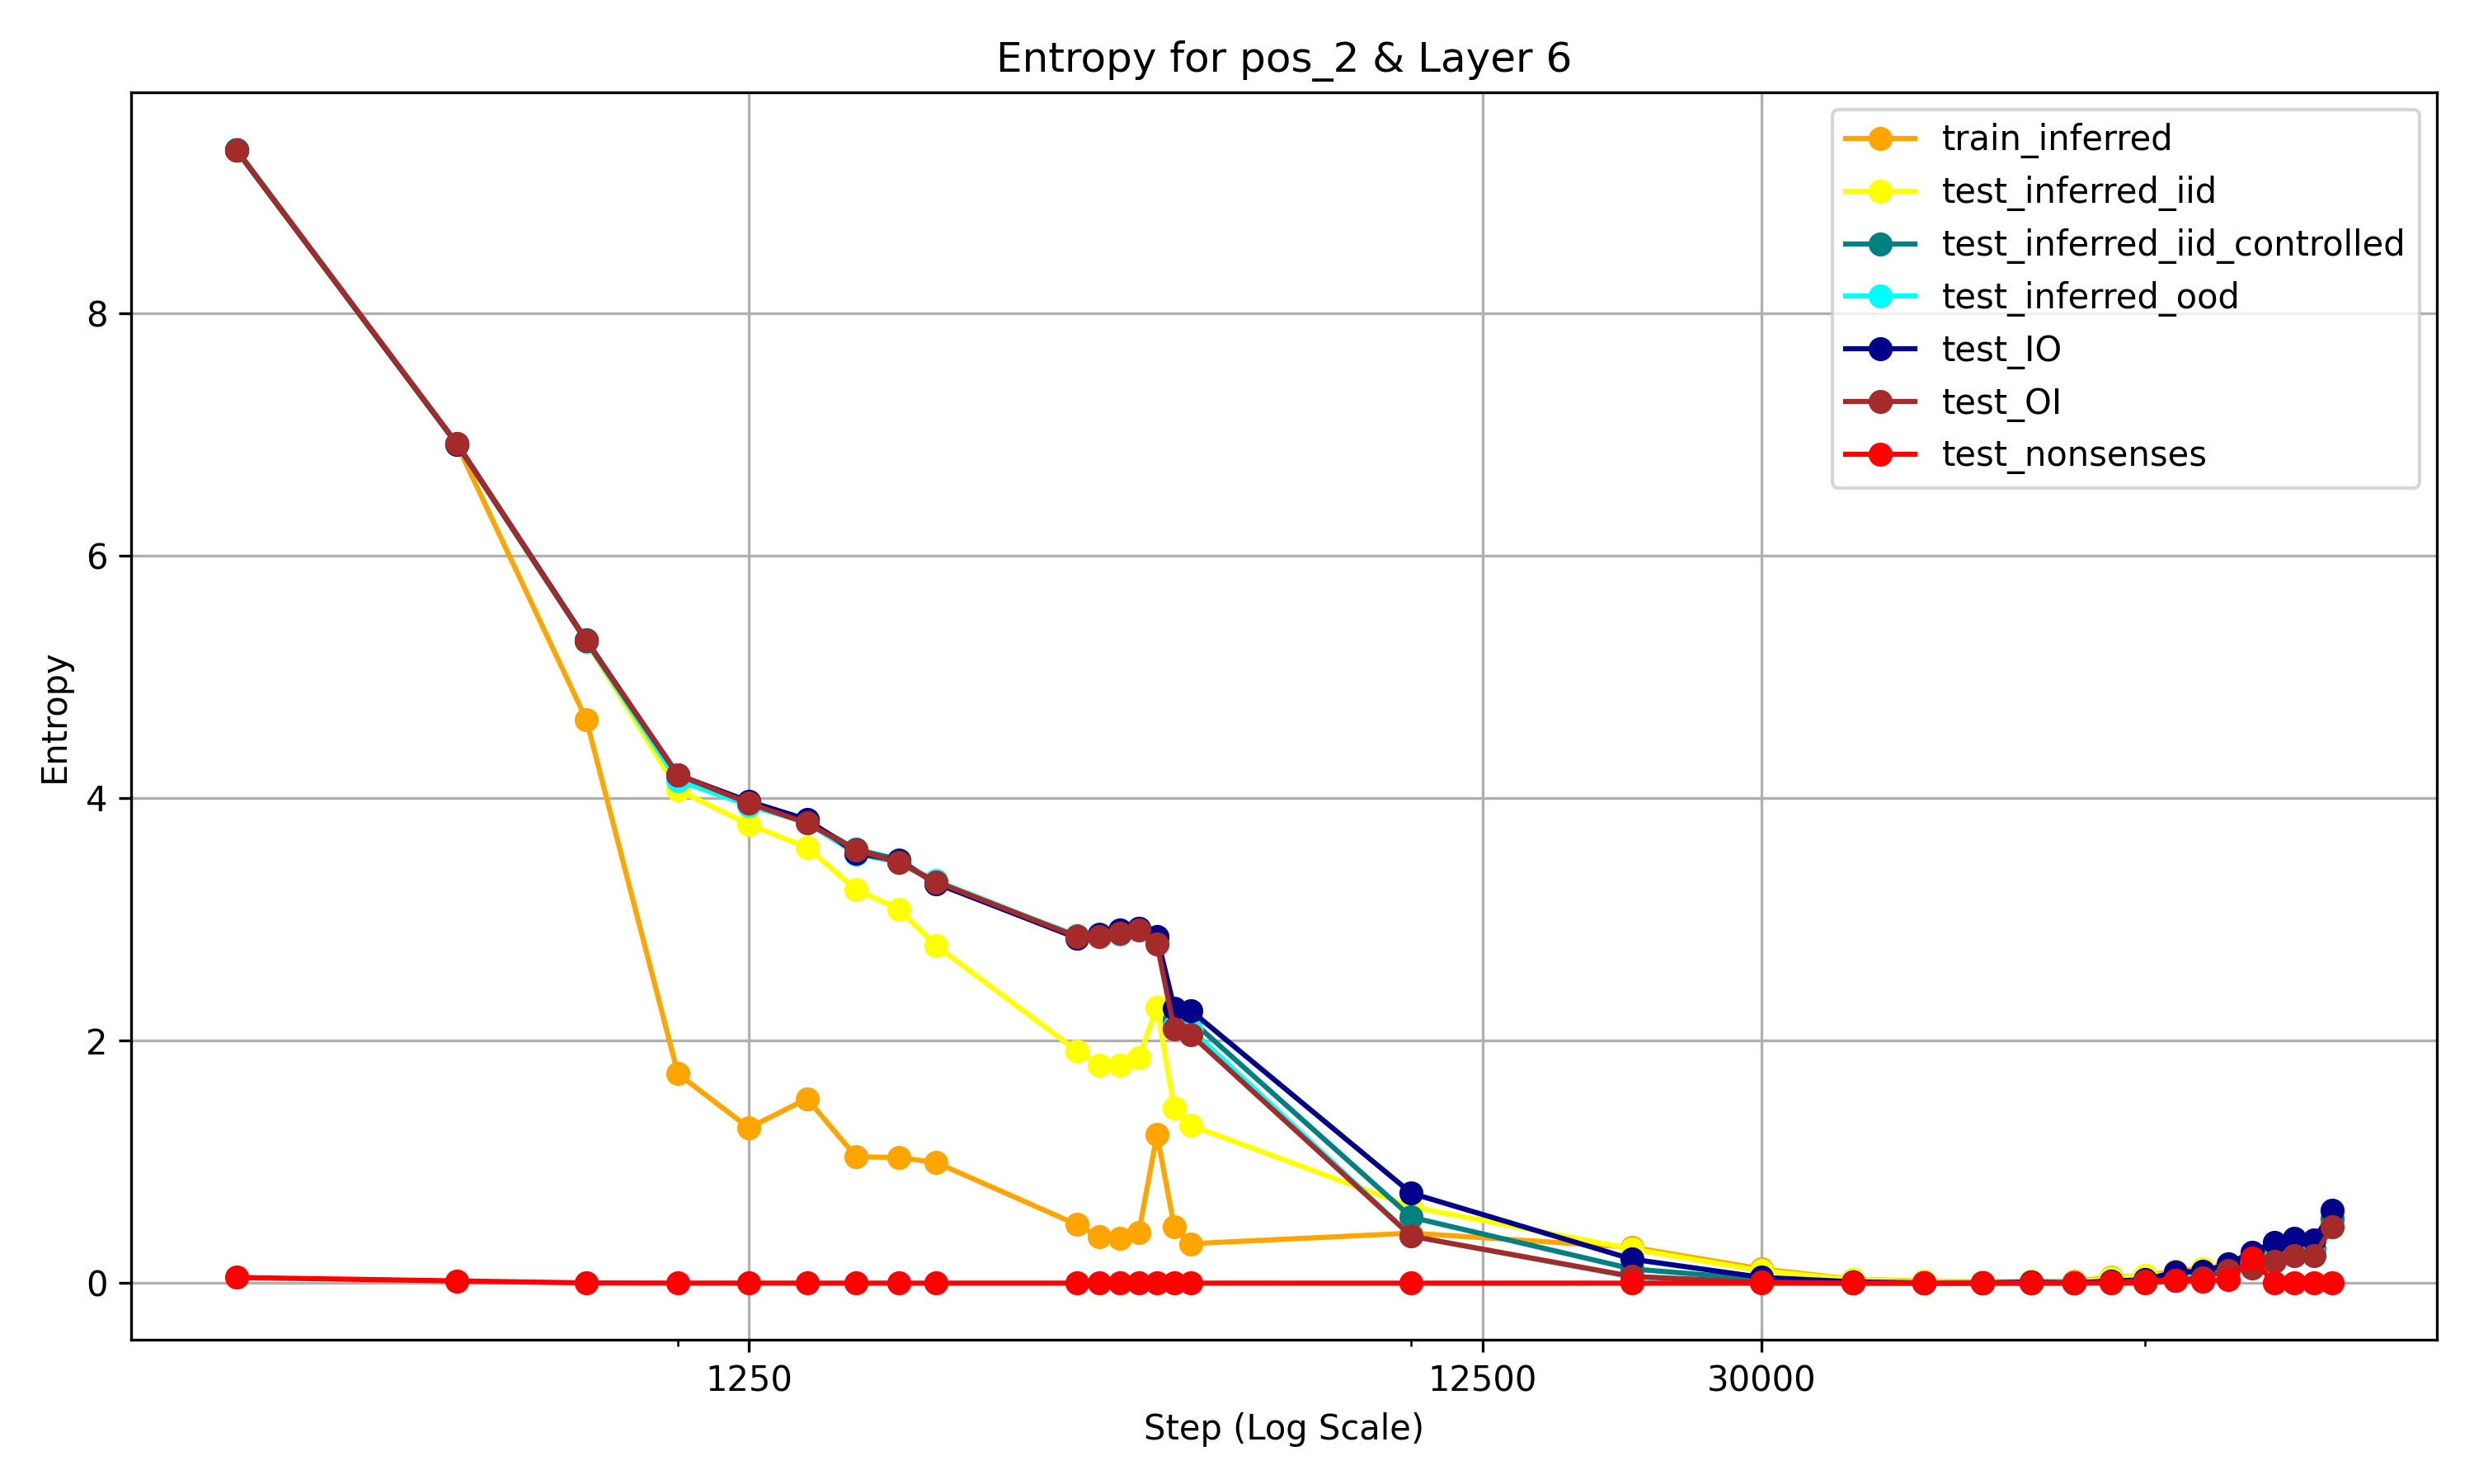 Entropy for pos_2 & Layer 6
train_inferred
test_inferred_iid
test_inferred_iid_controlled
test_inferred_ood
test_IO
test_OI
test_nonsenses
Entropy
8
6
4
2
0
1250
12500
30000
Step (Log Scale)